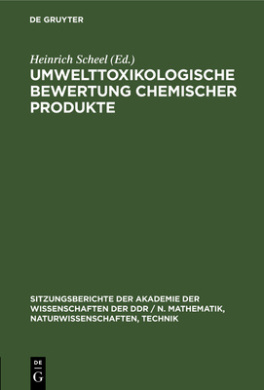 DE GRUYTER
Heinrich Scheel (Ed.)
UMWELTTOXIKOLOGISCHE
BEWERTUNG CHEMISCHER
PRODUKTE
SITZUNGSBERICHTE DER AKADEMIE DER
WISSENSCHAFTEN DER DDR / N. MATHEMATIK,
NATURWISSENSCHAFTEN, TECHNIK
DE
G